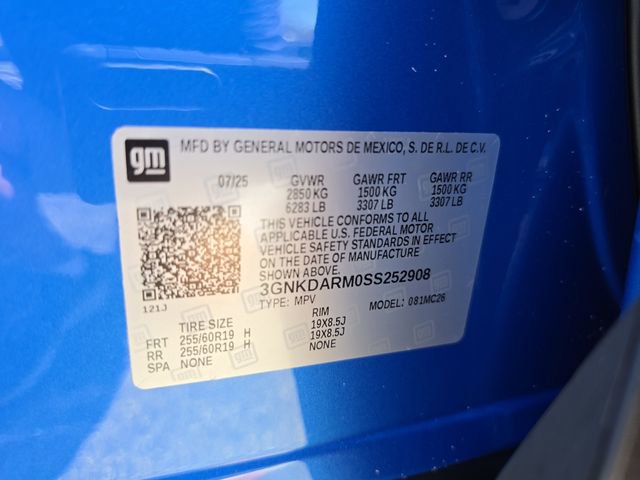 gm
MFD BY GENERAL MOTORS DE MEXICO, S. DE R.L. DE C.V.
07/25 GVWR GAWR FRT GAWR RR
2850 KG 1500 KG 1500 KG
6283 LB 3307 LB 3307 LB
THIS VEHICLE CONFORMS TO ALL
APPLICABLE U.S. FEDERAL MOTOR
VEHICLE SAFETY STANDARDS IN EFFECT
ON THE DATE OF MANUFACTURE
SHOWN ABOVE.
3GNKDARM0SS252908
121J TYPE: MPV MODEL: 081MC26
TIRE SIZE RIM
FRT 255/60R19 H 19X8.5J
RR 255/60R19 H 19X8.5J
SPA NONE NONE